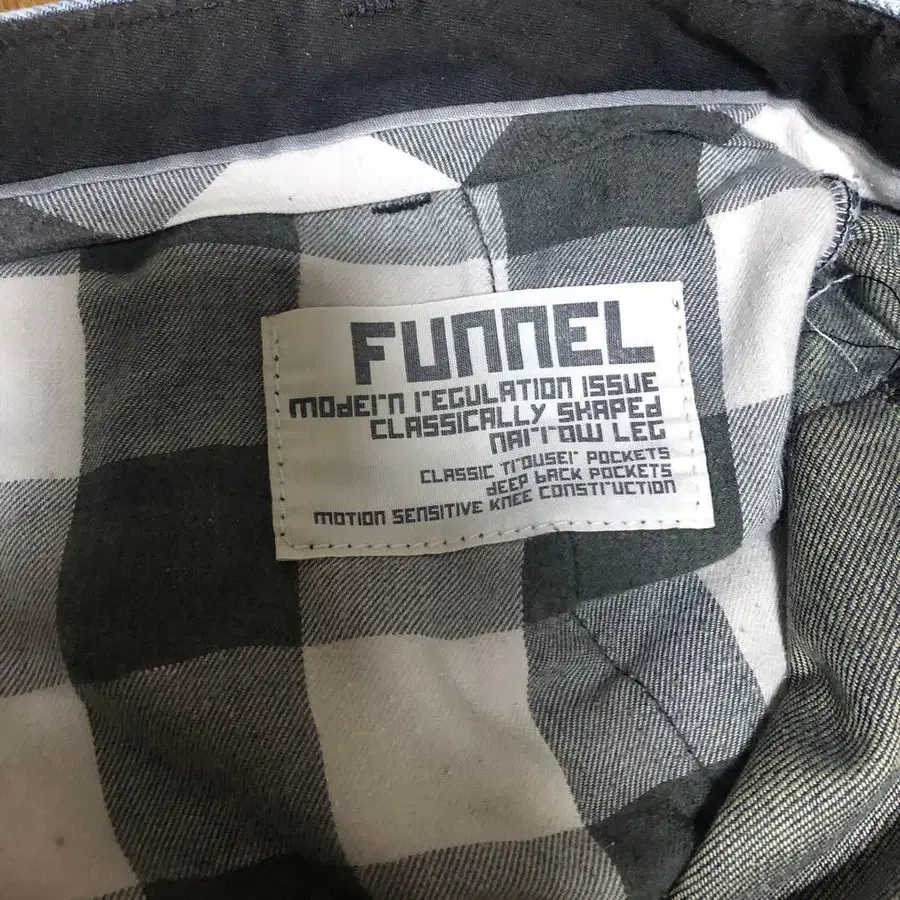 FUNNEL
modern regulation issue
classically shaped
narrow leg
classic trouser pockets
deep back pockets
motion sensitive knee construction